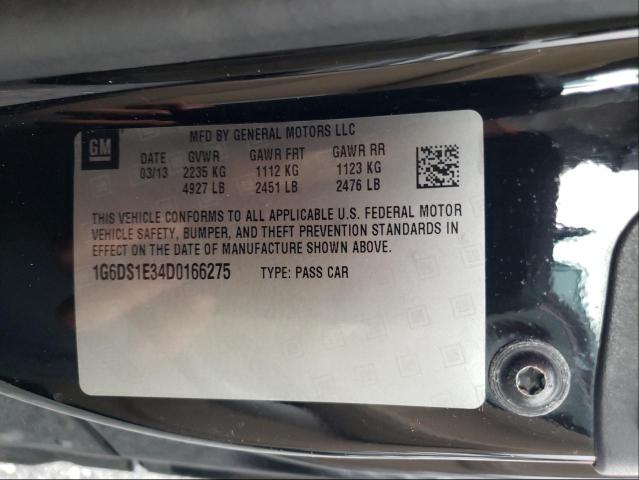 GM
MFD BY GENERAL MOTORS LLC
DATE GVWR GAWR FRT GAWR RR
03/13 2235 KG 1112 KG 1123 KG
4927 LB 2451 LB 2476 LB
THIS VEHICLE CONFORMS TO ALL APPLICABLE U.S. FEDERAL MOTOR
VEHICLE SAFETY, BUMPER, AND THEFT PREVENTION STANDARDS IN
EFFECT ON THE DATE OF MANUFACTURE SHOWN ABOVE.
1G6DS1E34D0166275 TYPE: PASS CAR